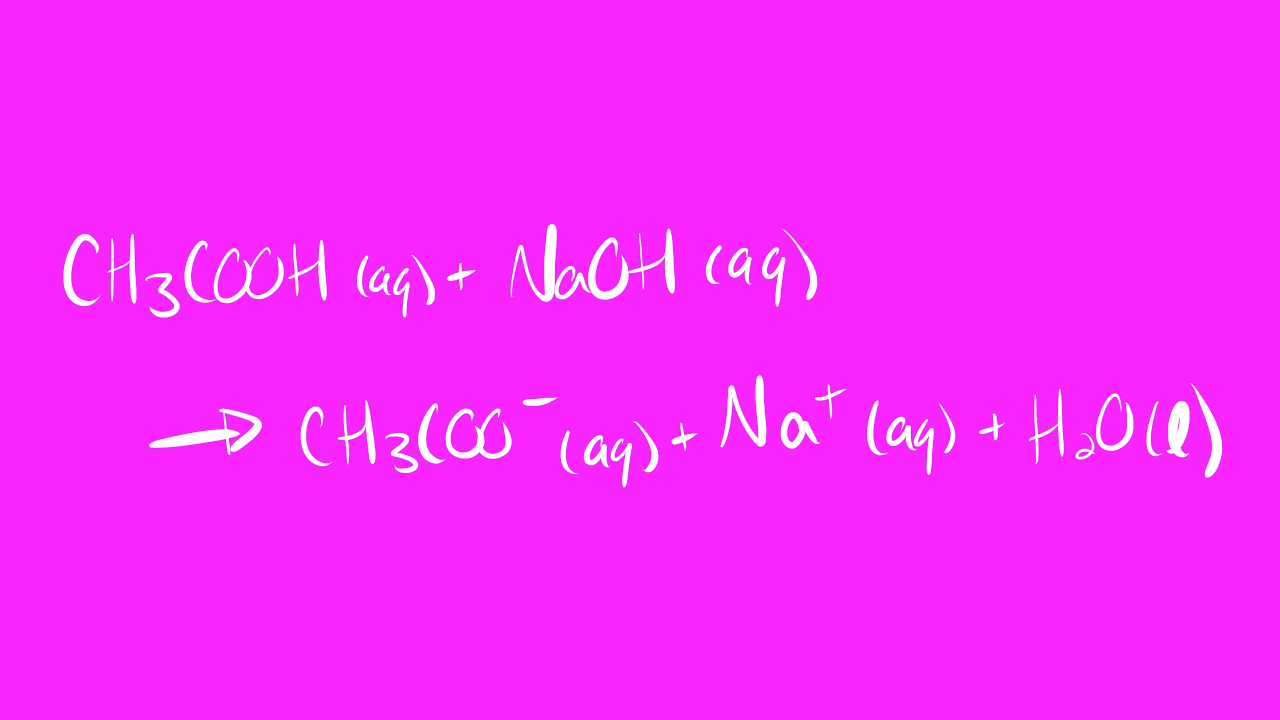 CH₃COOH (aq) + NaOH (aq)
→ CH₃COO⁻ (aq) + Na⁺ (aq) + H₂O(l)